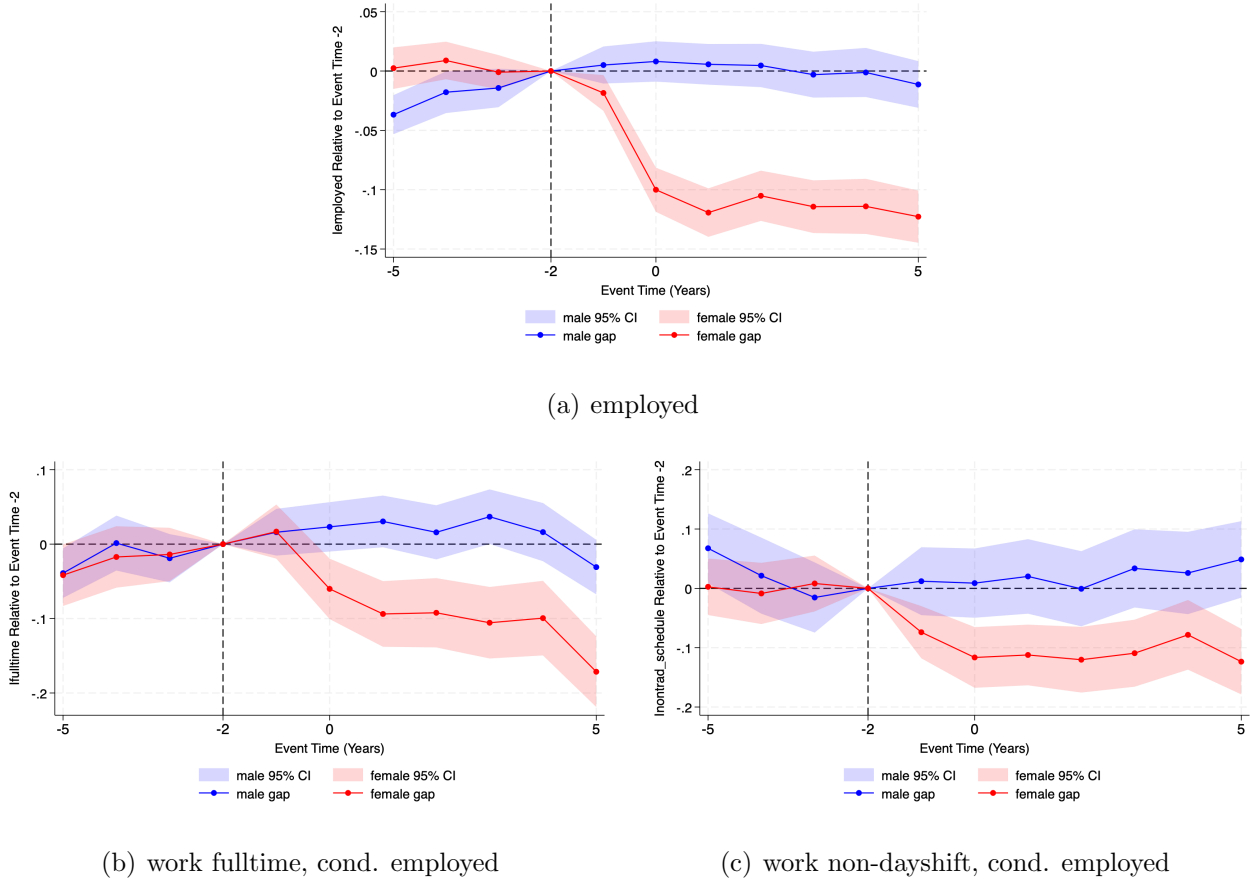 .05
0
-.05
-.1
-.15
Iemployed Relative to Event Time -2
-5 -2 0 5
Event Time (Years)
male 95% CI female 95% CI
male gap female gap
(a) employed
.1
0
-.1
-.2
Ifulltime Relative to Event Time -2
-5 -2 0 5
Event Time (Years)
male 95% CI female 95% CI
male gap female gap
(b) work fulltime, cond. employed
.2
.1
0
-.1
-.2
Inontrad_schedule Relative to Event Time -2
-5 -2 0 5
Event Time (Years)
male 95% CI female 95% CI
male gap female gap
(c) work non-dayshift, cond. employed